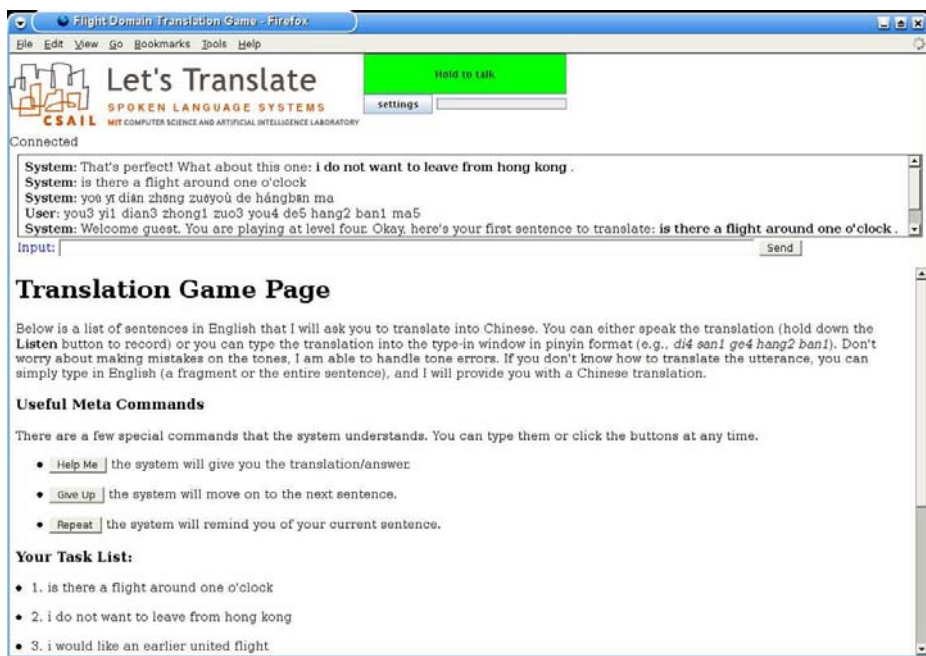 Flight Domain Translation Game - Firefox
File Edit View Go Bookmarks Tools Help
Let's Translate
SPOKEN LANGUAGE SYSTEMS
CSAIL MIT COMPUTER SCIENCE AND ARTIFICIAL INTELLIGENCE LABORATORY
Hold to talk
settings
Connected
System: That's perfect! What about this one: i do not want to leave from hong kong .
System: is there a flight around one o'clock
System: yoǔ yī diǎn zhōng zuǒyoù de hángbān ma
User: you3 yi1 dian3 zhong1 zuo3 you4 de5 hang2 ban1 ma5
System: Welcome guest. You are playing at level four. Okay, here's your first sentence to translate: is there a flight around one o'clock .
Input: Send
Translation Game Page
Below is a list of sentences in English that I will ask you to translate into Chinese. You can either speak the translation (hold down the
Listen button to record) or you can type the translation into the type-in window in pinyin format (e.g., di4 san1 ge4 hang2 ban1). Don't
worry about making mistakes on the tones, I am able to handle tone errors. If you don't know how to translate the utterance, you can
simply type in English (a fragment or the entire sentence), and I will provide you with a Chinese translation.
Useful Meta Commands
There are a few special commands that the system understands. You can type them or click the buttons at any time.
• Help Me the system will give you the translation/answer.
• Give Up the system will move on to the next sentence.
• Repeat the system will remind you of your current sentence.
Your Task List:
• 1. is there a flight around one o'clock
• 2. i do not want to leave from hong kong
• 3. i would like an earlier united flight